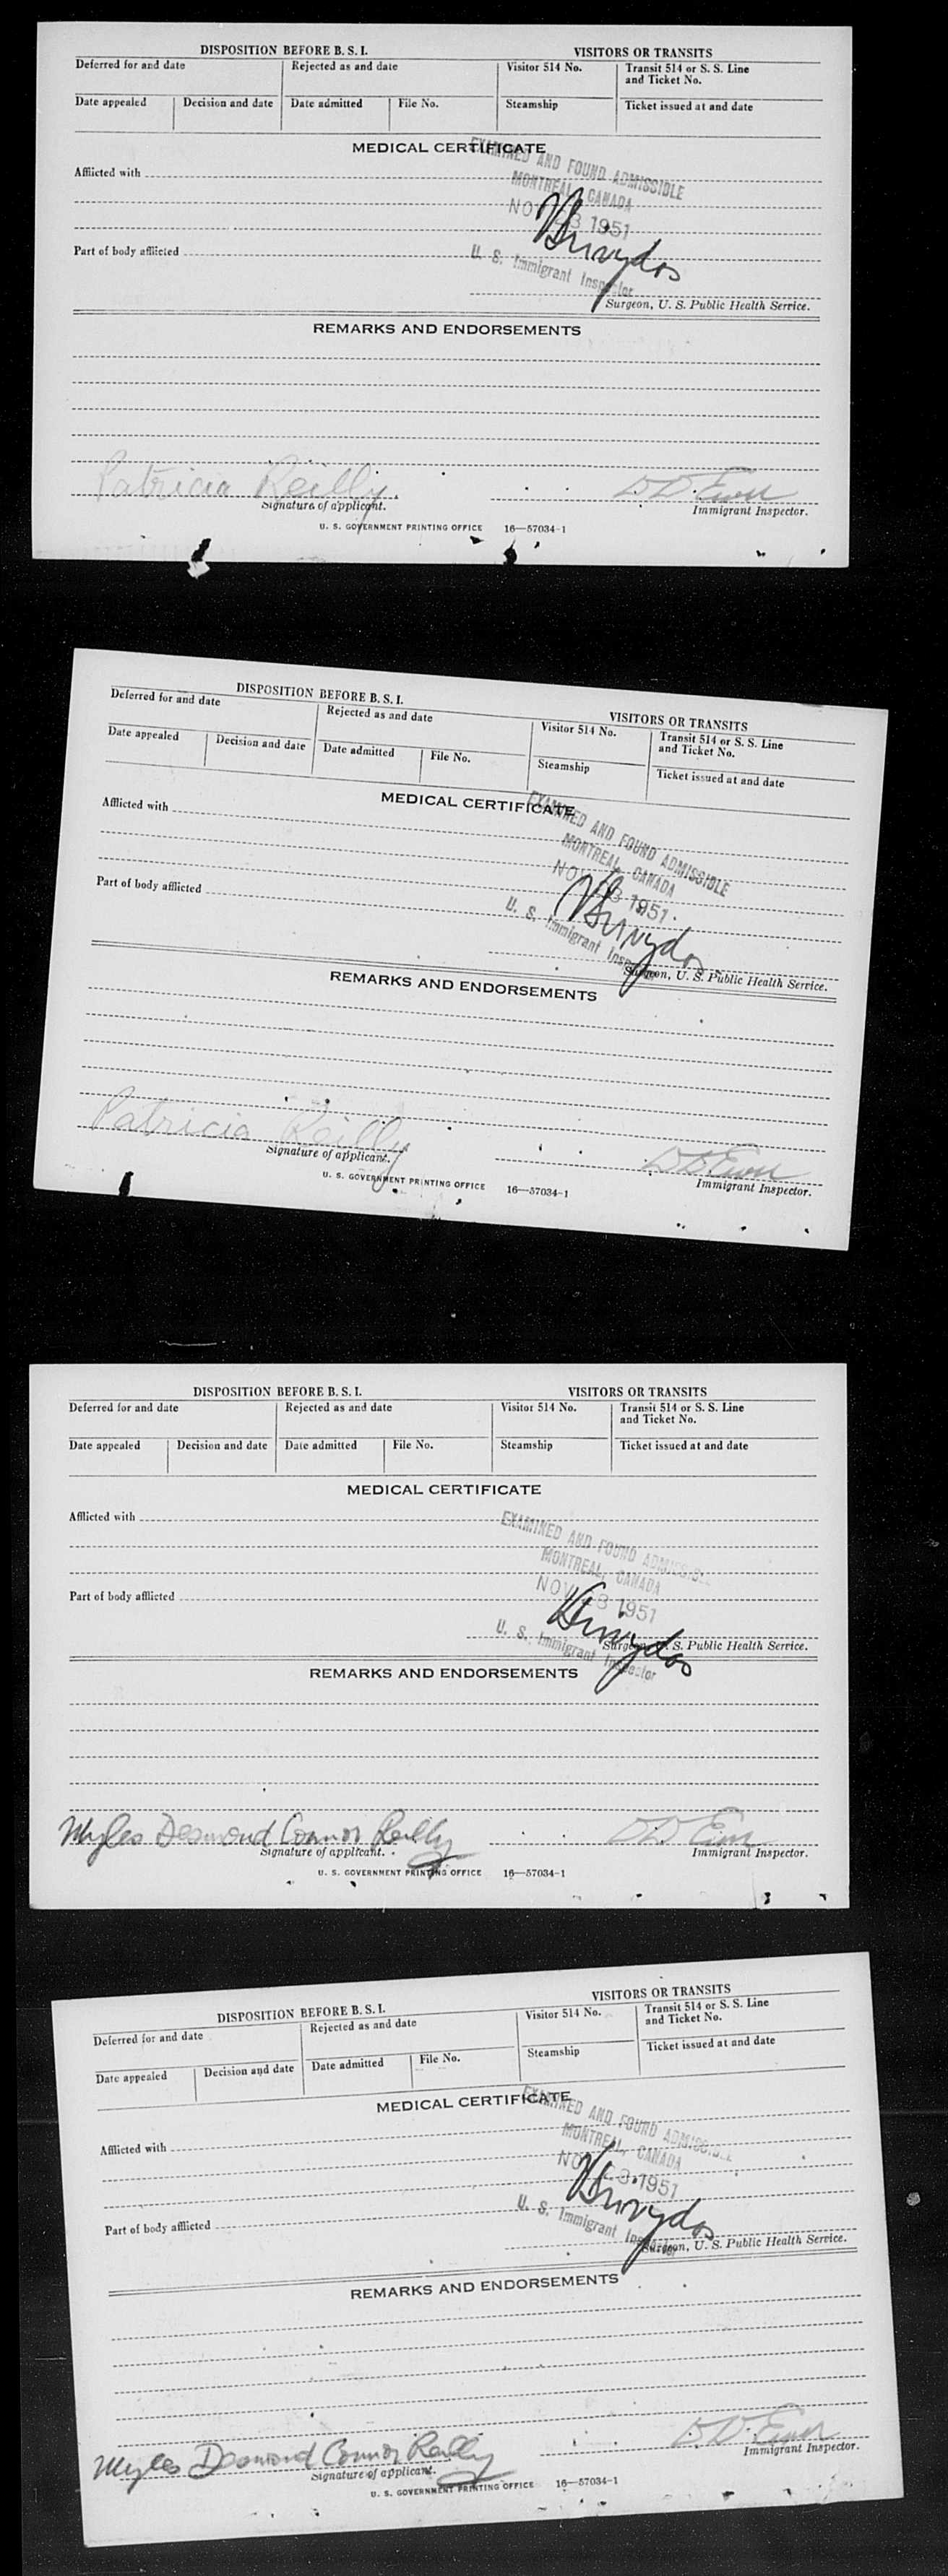 DISPOSITION BEFORE B. S. I. VISITORS OR TRANSITS
Deferred for and date Rejected as and date Visitor 514 No. Transit 514 or S. S. Line and Ticket No.
Date appealed Decision and date Date admitted File No. Steamship Ticket issued at and date
MEDICAL CERTIFICATE
EXAMINED AND FOUND ADMISSIBLE
Afflicted with
MONTREAL, CANADA
NOV 23 1951
Part of body afflicted
U. S. Immigrant Inspector
Surgeon, U. S. Public Health Service.
REMARKS AND ENDORSEMENTS
Patricia Reilly
Signature of applicant. Immigrant Inspector.
U. S. GOVERNMENT PRINTING OFFICE 16—57034-1
DISPOSITION BEFORE B. S. I. VISITORS OR TRANSITS
Deferred for and date Rejected as and date Visitor 514 No. Transit 514 or S. S. Line and Ticket No.
Date appealed Decision and date Date admitted File No. Steamship Ticket issued at and date
MEDICAL CERTIFICATE
EXAMINED AND FOUND ADMISSIBLE
Afflicted with
MONTREAL, CANADA
NOV 23 1951
Part of body afflicted
U. S. Immigrant Inspector
Surgeon, U. S. Public Health Service.
REMARKS AND ENDORSEMENTS
Patricia Reilly
Signature of applicant. Immigrant Inspector.
U. S. GOVERNMENT PRINTING OFFICE 16—57034-1
DISPOSITION BEFORE B. S. I. VISITORS OR TRANSITS
Deferred for and date Rejected as and date Visitor 514 No. Transit 514 or S. S. Line and Ticket No.
Date appealed Decision and date Date admitted File No. Steamship Ticket issued at and date
MEDICAL CERTIFICATE
Afflicted with
EXAMINED AND FOUND ADMISSIBLE
MONTREAL, CANADA
NOV 23 1951
Part of body afflicted
U. S. Immigrant Inspector
Surgeon, U. S. Public Health Service.
REMARKS AND ENDORSEMENTS
Myles Desmond Connor Reilly
Signature of applicant. Immigrant Inspector.
U. S. GOVERNMENT PRINTING OFFICE 16—57034-1
DISPOSITION BEFORE B. S. I. VISITORS OR TRANSITS
Deferred for and date Rejected as and date Visitor 514 No. Transit 514 or S. S. Line and Ticket No.
Date appealed Decision and date Date admitted File No. Steamship Ticket issued at and date
MEDICAL CERTIFICATE
EXAMINED AND FOUND ADMISSIBLE
Afflicted with
MONTREAL, CANADA
NOV 23 1951
Part of body afflicted
U. S. Immigrant Inspector
Surgeon, U. S. Public Health Service.
REMARKS AND ENDORSEMENTS
Myles Desmond Connor Reilly
Signature of applicant. Immigrant Inspector.
U. S. GOVERNMENT PRINTING OFFICE 16—57034-1